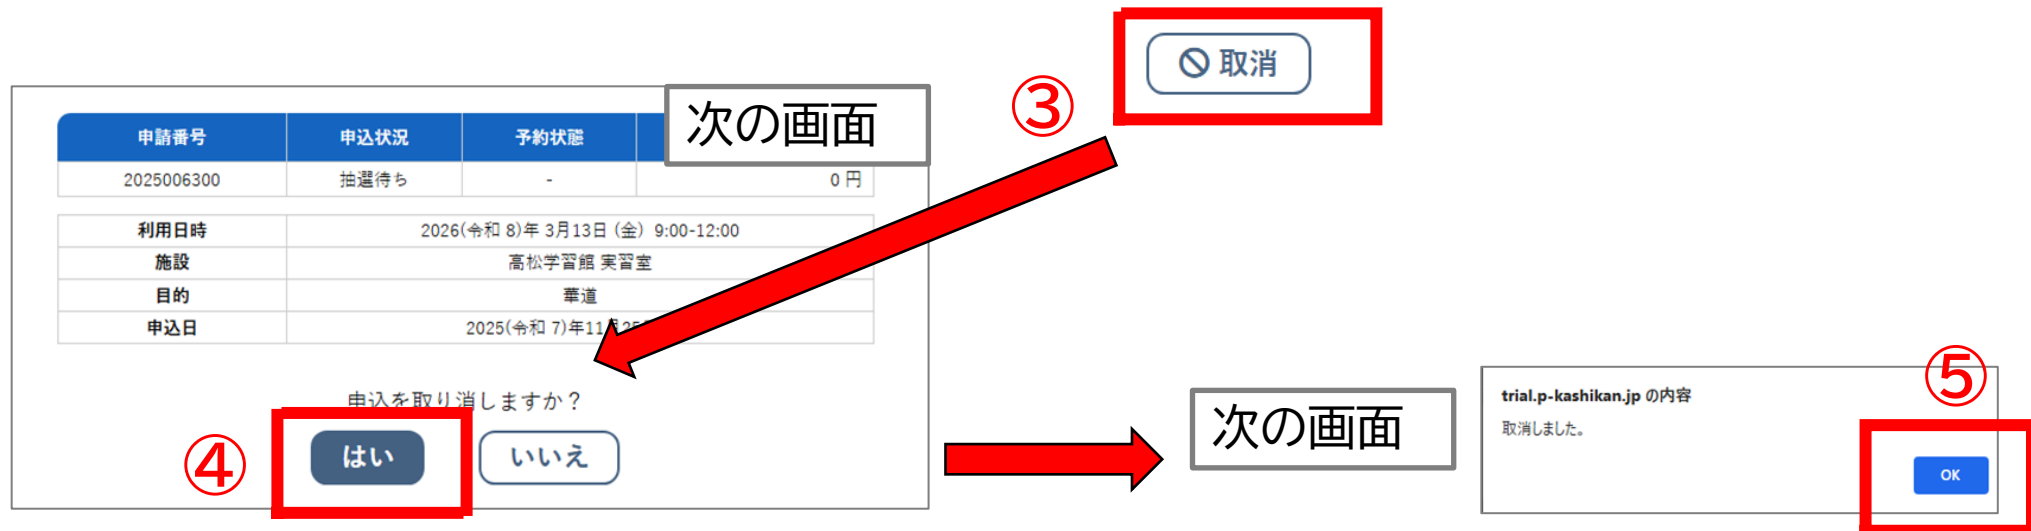 ③
取消
次の画面
申請番号 申込状況 予約状態
2025006300 抽選待ち - 0 円
利用日時 2026(令和 8)年 3月13日 (金) 9:00-12:00
施設 高松学習館 実習室
目的 華道
申込日 2025(令和 7)年11月25
申込を取り消しますか？
④
はい いいえ
次の画面
⑤
trial.p-kashikan.jp の内容
取消しました。
OK